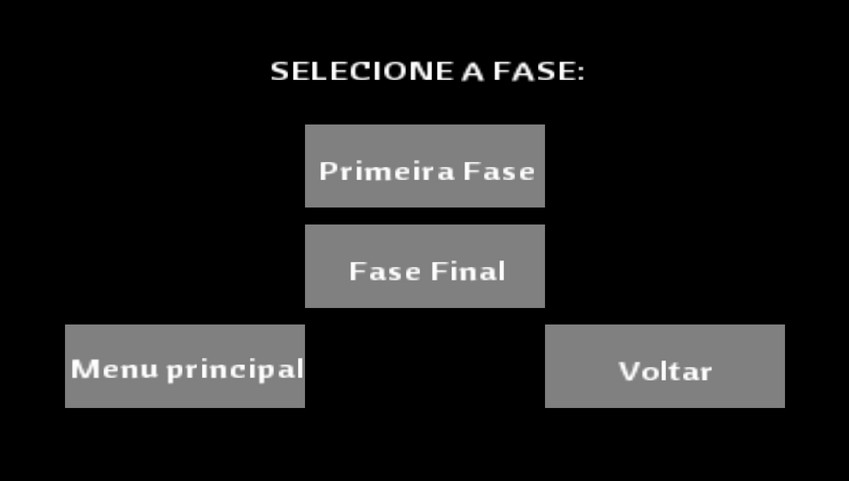 SELECIONE A FASE:
Primeira Fase
Fase Final
Menu principal
Voltar